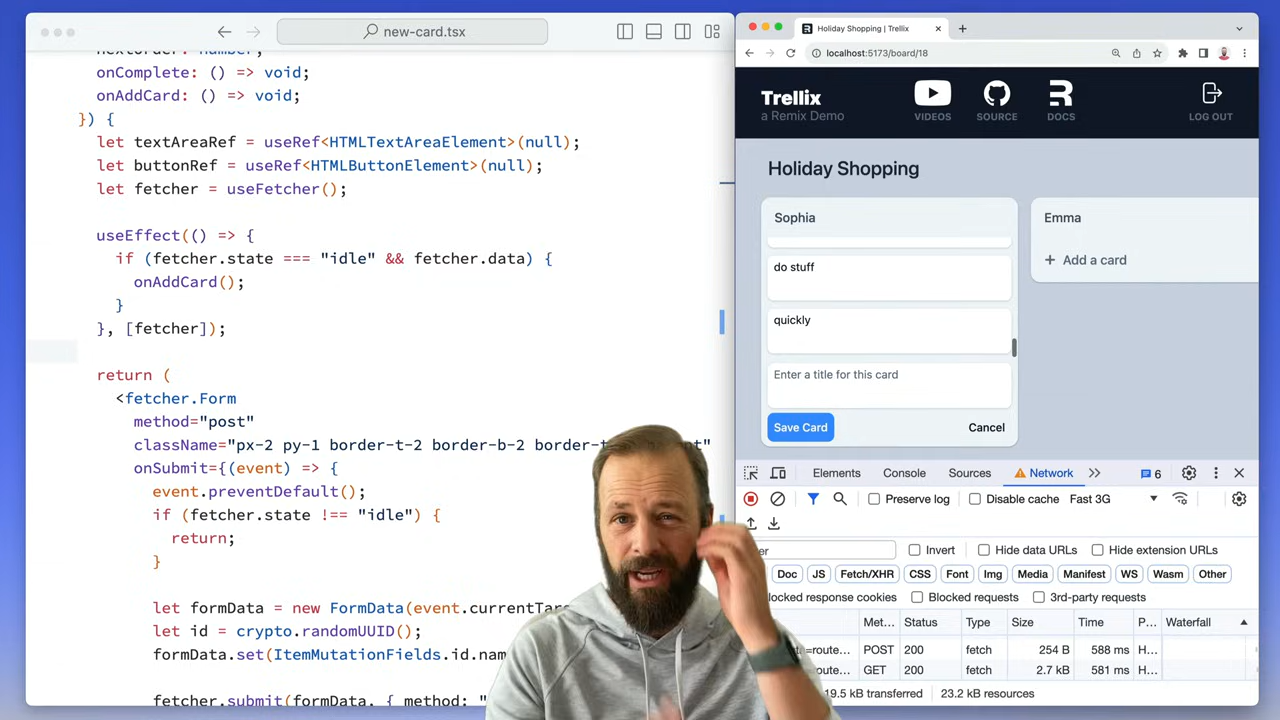 new-card.tsx
onComplete: () => void;
onAddCard: () => void;
}) {
let textAreaRef = useRef<HTMLTextAreaElement>(null);
let buttonRef = useRef<HTMLButtonElement>(null);
let fetcher = useFetcher();
useEffect(() => {
if (fetcher.state === "idle" && fetcher.data) {
onAddCard();
}
}, [fetcher]);
return (
<fetcher.Form
method="post"
className="px-2 py-1 border-t-2 border-b-2
onSubmit={(event) => {
event.preventDefault();
if (fetcher.state !== "idle") {
return;
}
let formData = new FormData(event.currentTar
let id = crypto.randomUUID();
formData.set(ItemMutationFields.id.nam
fetcher.submit(formData, { method: "
Holiday Shopping | Trellix
localhost:5173/board/18
Trellix
a Remix Demo
VIDEOS
SOURCE
DOCS
LOG OUT
Holiday Shopping
Sophia
do stuff
quickly
Enter a title for this card
Save Card
Cancel
Emma
+ Add a card
Elements
Console
Sources
Network
6
Preserve log
Disable cache
Fast 3G
Invert
Hide data URLs
Hide extension URLs
Doc
JS
Fetch/XHR
CSS
Font
Img
Media
Manifest
WS
Wasm
Other
response cookies
Blocked requests
3rd-party requests
Met... Status Type Size Time P... Waterfall
=route... POST 200 fetch 254 B 588 ms H...
=route... GET 200 fetch 2.7 kB 581 ms H...
19.5 kB transferred
23.2 kB resources